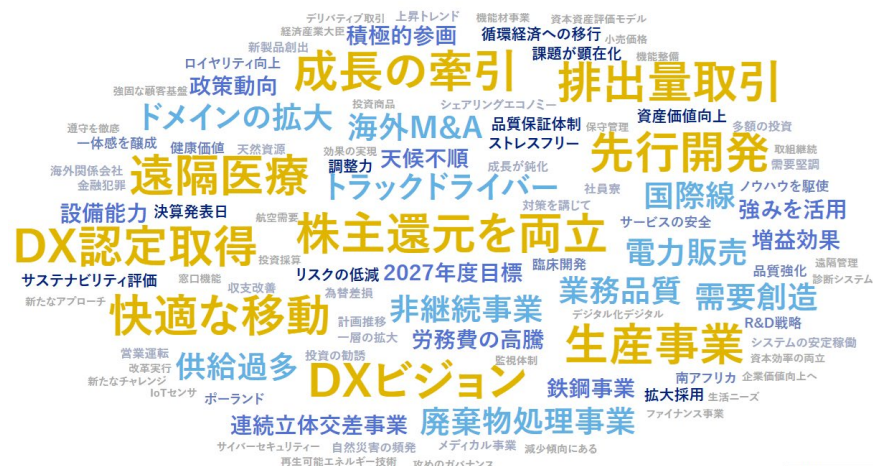 デリバティブ取引 上昇トレンド 機能材事業 資本資産評価モデル
経済産業大臣 積極的参画 循環経済への移行 小売価格
新製品創出 課題が顕在化 機能整備
ロイヤリティ向上 成長の牽引 排出量取引
強固な顧客基盤 政策動向
ドメインの拡大 投資商品 シェアリングエコノミー 資産価値向上
遵守を徹底 海外M&A 品質保証体制 保守管理 多額の投資
一体感を醸成 健康価値 天然資源 効果の実現 ストレスフリー 先行開発 取組継続
海外関係会社 遠隔医療 調整力 天候不順 成長が鈍化 需要堅調
金融犯罪 トラックドライバー 社員寮 国際線 ノウハウを駆使
設備能力 決算発表日 航空需要 対策を講じて サービスの安全 強みを活用
DX認定取得 株主還元を両立 電力販売 増益効果
投資採算 遠隔管理
サステナビリティ評価 窓口機能 リスクの低減 2027年度目標 臨床開発 品質強化 診断システム
新たなアプローチ 収支改善 為替差損 業務品質 需要創造
快適な移動 計画推移 非継続事業 デジタル化デジタル R&D戦略
一層の拡大 労務費の高騰 生産事業 システムの安定稼働
営業運転 供給過多 投資の勧誘 監視体制 資本効率の両立
改革実行 DXビジョン 南アフリカ 企業価値向上へ
新たなチャレンジ 鉄鋼事業 拡大採用 生活ニーズ
IoTセンサ ポーランド ファイナンス事業
連続立体交差事業 廃棄物処理事業
サイバーセキュリティー 自然災害の頻発 メディカル事業 減少傾向にある
再生可能エネルギー技術 攻めのガバナンス